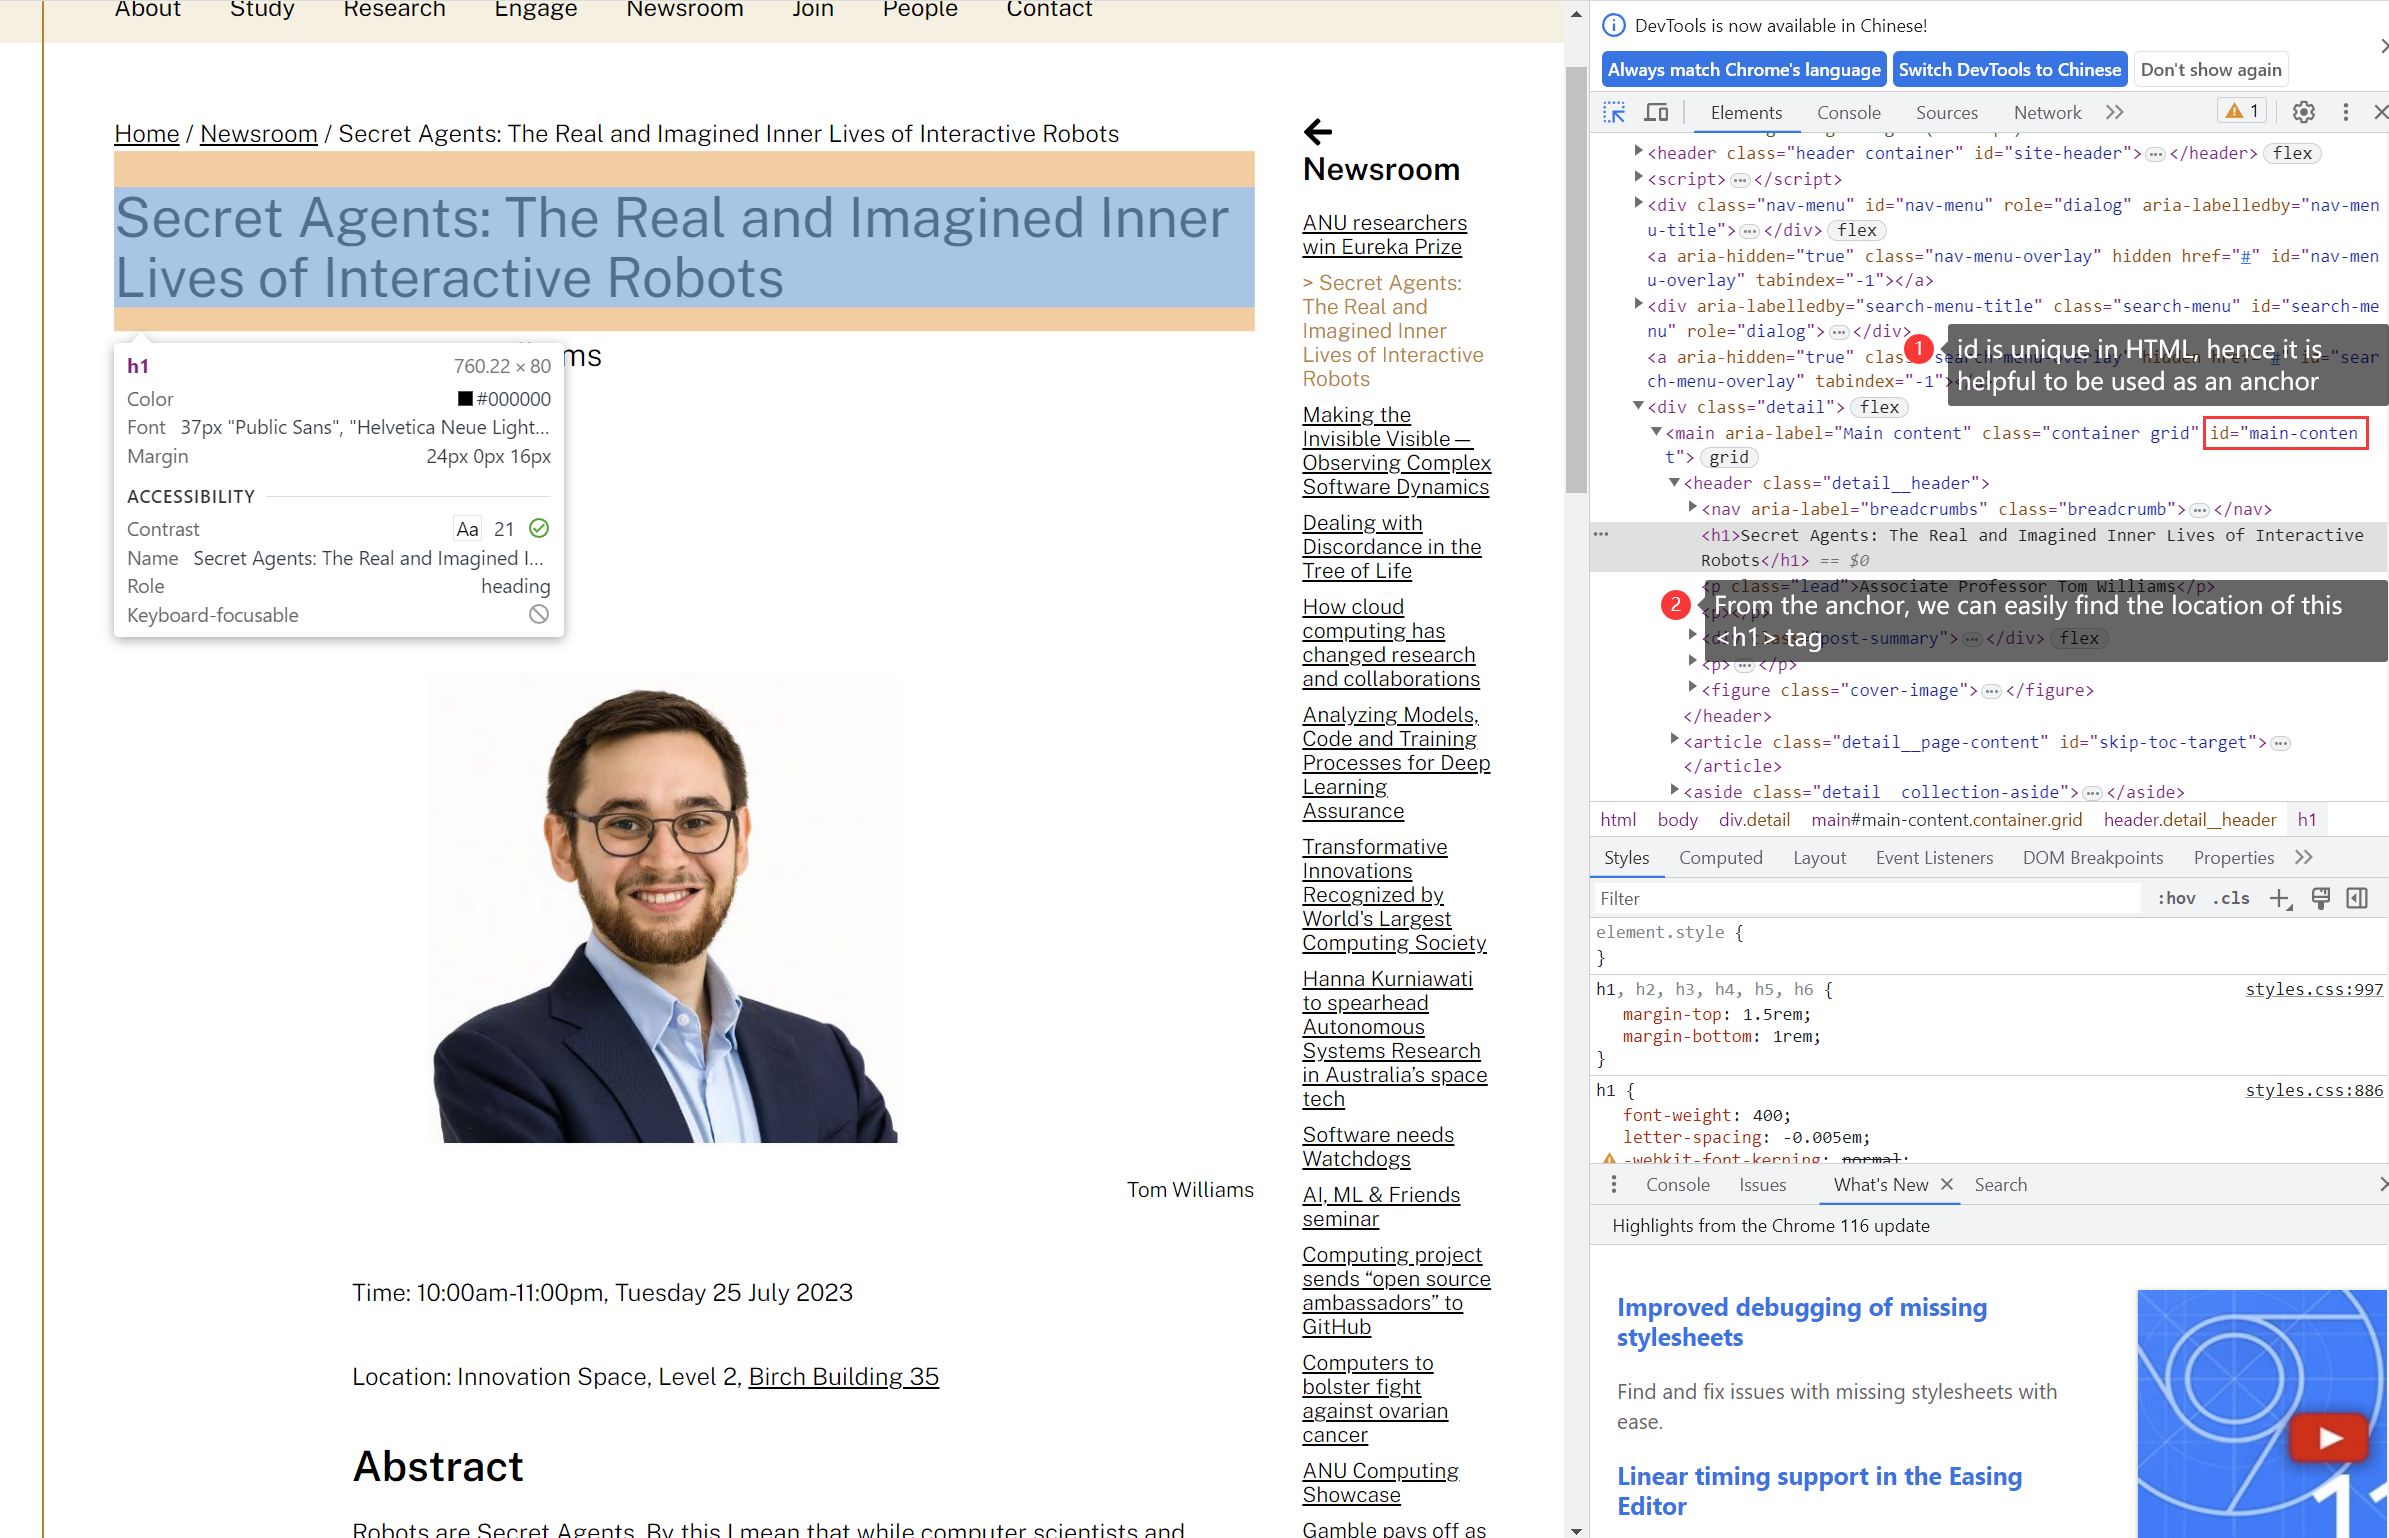 About Study Research Engage Newsroom Join People Contact
Home / Newsroom / Secret Agents: The Real and Imagined Inner Lives of Interactive Robots
Secret Agents: The Real and Imagined Inner
Lives of Interactive Robots
ms
h1 760.22 × 80
Color #000000
Font 37px "Public Sans", "Helvetica Neue Light...
Margin 24px 0px 16px
ACCESSIBILITY
Contrast Aa 21
Name Secret Agents: The Real and Imagined I...
Role heading
Keyboard-focusable
Tom Williams
Time: 10:00am-11:00pm, Tuesday 25 July 2023
Location: Innovation Space, Level 2, Birch Building 35
Abstract
Robots are Secret Agents. By this I mean that while computer scientists and
Newsroom
ANU researchers
win Eureka Prize
> Secret Agents:
The Real and
Imagined Inner
Lives of Interactive
Robots
Making the
Invisible Visible —
Observing Complex
Software Dynamics
Dealing with
Discordance in the
Tree of Life
How cloud
computing has
changed research
and collaborations
Analyzing Models,
Code and Training
Processes for Deep
Learning
Assurance
Transformative
Innovations
Recognized by
World's Largest
Computing Society
Hanna Kurniawati
to spearhead
Autonomous
Systems Research
in Australia's space
tech
Software needs
Watchdogs
AI, ML & Friends
seminar
Computing project
sends “open source
ambassadors” to
GitHub
Computers to
bolster fight
against ovarian
cancer
ANU Computing
Showcase
Gamble pays off as
DevTools is now available in Chinese!
Always match Chrome's language Switch DevTools to Chinese Don't show again
Elements Console Sources Network 1
<header class="header container" id="site-header"> … </header> flex
<script> … </script>
<div class="nav-menu" id="nav-menu" role="dialog" aria-labelledby="nav-men
u-title"> … </div> flex
<a aria-hidden="true" class="nav-menu-overlay" hidden href="#" id="nav-men
u-overlay" tabindex="-1"></a>
<div aria-labelledby="search-menu-title" class="search-menu" id="search-me
nu" role="dialog"> … </div>
1 id is unique in HTML, hence it is
helpful to be used as an anchor
<a aria-hidden="true" class="search-menu-overlay" hidden href="#" id="sear
ch-menu-overlay" tabindex="-1">
<div class="detail"> flex
<main aria-label="Main content" class="container grid" id="main-conten
t"> grid
<header class="detail__header">
<nav aria-label="breadcrumbs" class="breadcrumb"> … </nav>
… <h1>Secret Agents: The Real and Imagined Inner Lives of Interactive
Robots</h1> == $0
<p class="lead">Associate Professor Tom Williams</p>
2 From the anchor, we can easily find the location of this
<h1> tag
<p></p>
post-summary"> … </div> flex
<p> … </p>
<figure class="cover-image"> … </figure>
</header>
<article class="detail__page-content" id="skip-toc-target"> …
</article>
<aside class="detail__collection-aside"> … </aside>
html body div.detail main#main-content.container.grid header.detail__header h1
Styles Computed Layout Event Listeners DOM Breakpoints Properties
Filter :hov .cls
element.style {
}
h1, h2, h3, h4, h5, h6 { styles.css:997
margin-top: 1.5rem;
margin-bottom: 1rem;
}
h1 { styles.css:886
font-weight: 400;
letter-spacing: -0.005em;
-webkit-font-kerning: normal;
Console Issues What's New Search
Highlights from the Chrome 116 update
Improved debugging of missing
stylesheets
Find and fix issues with missing stylesheets with
ease.
Linear timing support in the Easing
Editor